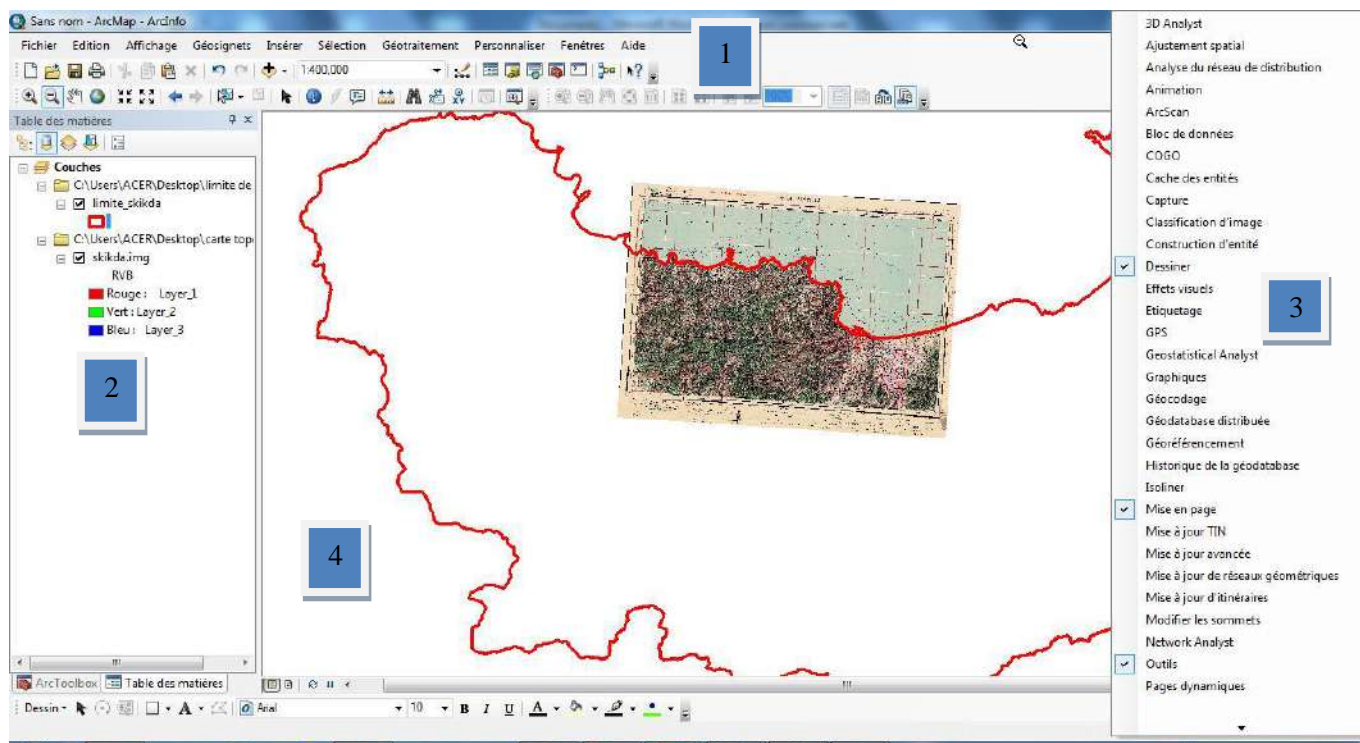 Sans nom - ArcMap - ArcInfo
Fichier Edition Affichage Géosignets Insérer Sélection Géotraitement Personnaliser Fenêtres Aide
1
1:400,000
Table des matières
Couches
C:\Users\ACER\Desktop\limite de
limite_skikda
C:\Users\ACER\Desktop\carte top
skikda.img
RVB
Rouge : Layer_1
Vert : Layer_2
Bleu : Layer_3
2
4
ArcToolbox Table des matières
Dessin A Arial 10 B I U A
3D Analyst
Ajustement spatial
Analyse du réseau de distribution
Animation
ArcScan
Bloc de données
COGO
Cache des entités
Capture
Classification d'image
Construction d'entité
Dessiner
Effets visuels
3
Etiquetage
GPS
Geostatistical Analyst
Graphiques
Géocodage
Géodatabase distribuée
Géoréférencement
Historique de la géodatabase
Isoliner
Mise en page
Mise à jour TIN
Mise à jour avancée
Mise à jour de réseaux géométriques
Mise à jour d'itinéraires
Modifier les sommets
Network Analyst
Outils
Pages dynamiques